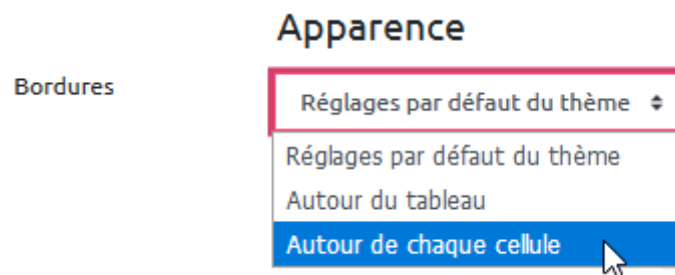 Apparence
Bordures
Réglages par défaut du thème
Réglages par défaut du thème
Autour du tableau
Autour de chaque cellule